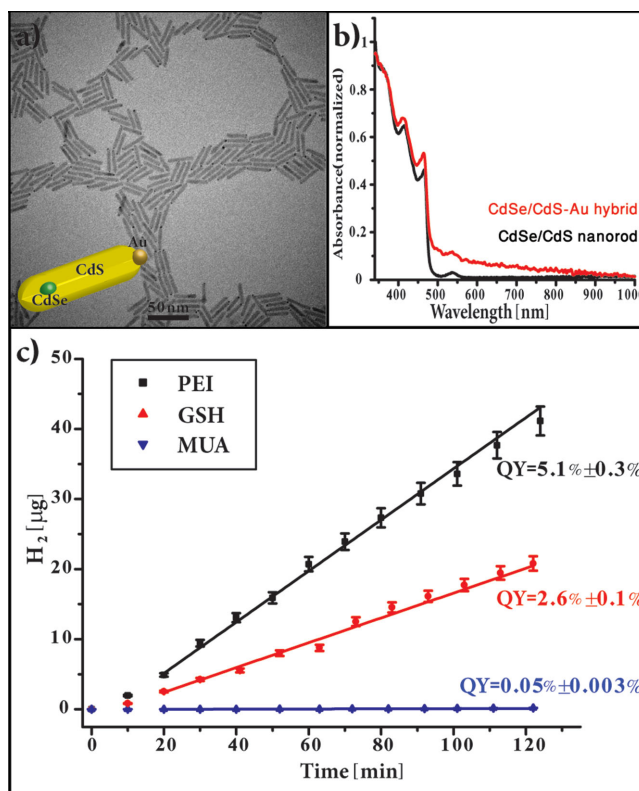 a)
Au
CdS
CdSe
50nm
b)
Absorbance(normalized)
1
0.8
0.6
0.4
0.2
0
CdSe/CdS-Au hybrid
CdSe/CdS nanorod
400 500 600 700 800 900 1000
Wavelength [nm]
c)
50
40
30
20
10
0
H2 [µg]
PEI
GSH
MUA
QY=5.1%±0.3%
QY=2.6%±0.1%
QY=0.05%±0.003%
0 20 40 60 80 100 120
Time [min]